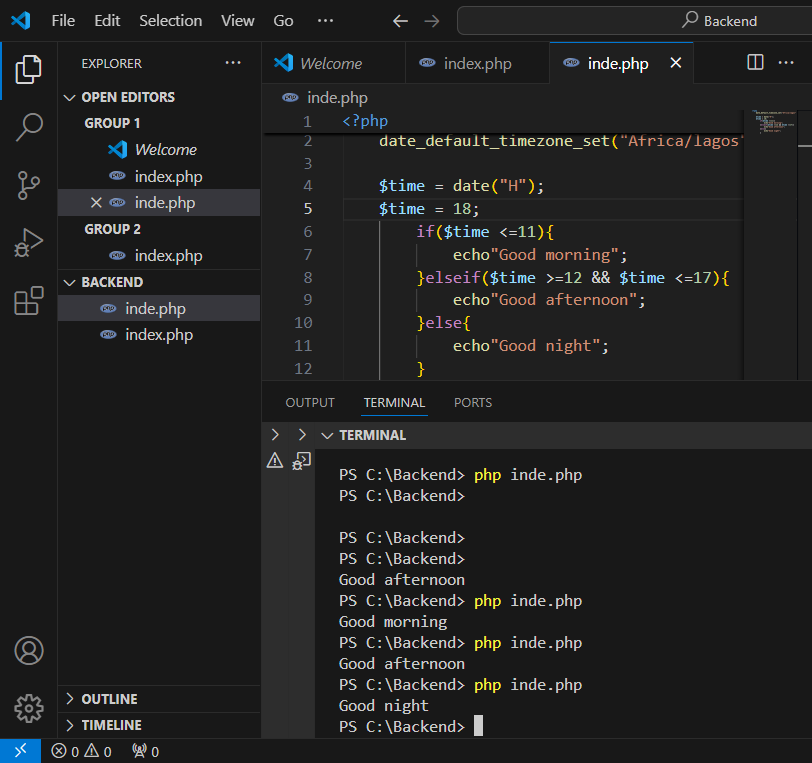 File Edit Selection View Go ··· ← → Backend
EXPLORER ···
OPEN EDITORS
GROUP 1
Welcome
index.php
inde.php
GROUP 2
index.php
BACKEND
inde.php
index.php
OUTLINE
TIMELINE
Welcome index.php inde.php
inde.php
1 <?php
2 date_default_timezone_set("Africa/lagos"
3
4 $time = date("H");
5 $time = 18;
6 if($time <=11){
7 echo"Good morning";
8 }elseif($time >=12 && $time <=17){
9 echo"Good afternoon";
10 }else{
11 echo"Good night";
12 }
OUTPUT TERMINAL PORTS
TERMINAL
PS C:\Backend> php inde.php
PS C:\Backend>
PS C:\Backend>
PS C:\Backend>
Good afternoon
PS C:\Backend> php inde.php
Good morning
PS C:\Backend> php inde.php
Good afternoon
PS C:\Backend> php inde.php
Good night
PS C:\Backend>
0 0 0